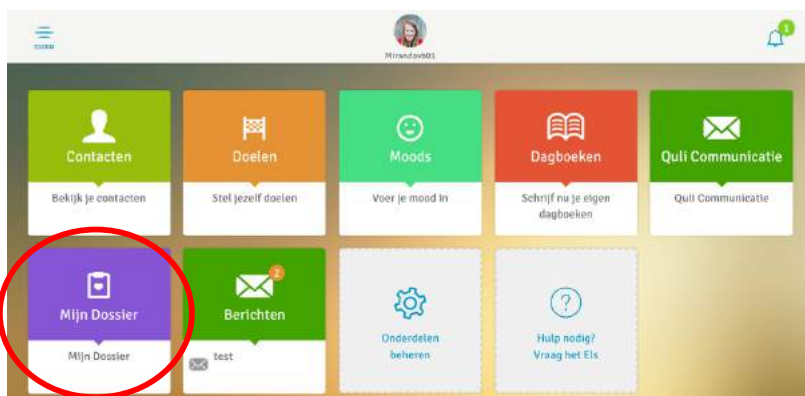 menu
1
Mirandavb01
Contacten
Doelen
Moods
Dagboeken
Quli Communicatie
Bekijk je contacten
Stel jezelf doelen
Voer je mood in
Schrijf nu je eigen
dagboeken
Quli Communicatie
Mijn Dossier
2
Berichten
Onderdelen
beheren
?
Hulp nodig?
Vraag het Els
Mijn Dossier
test